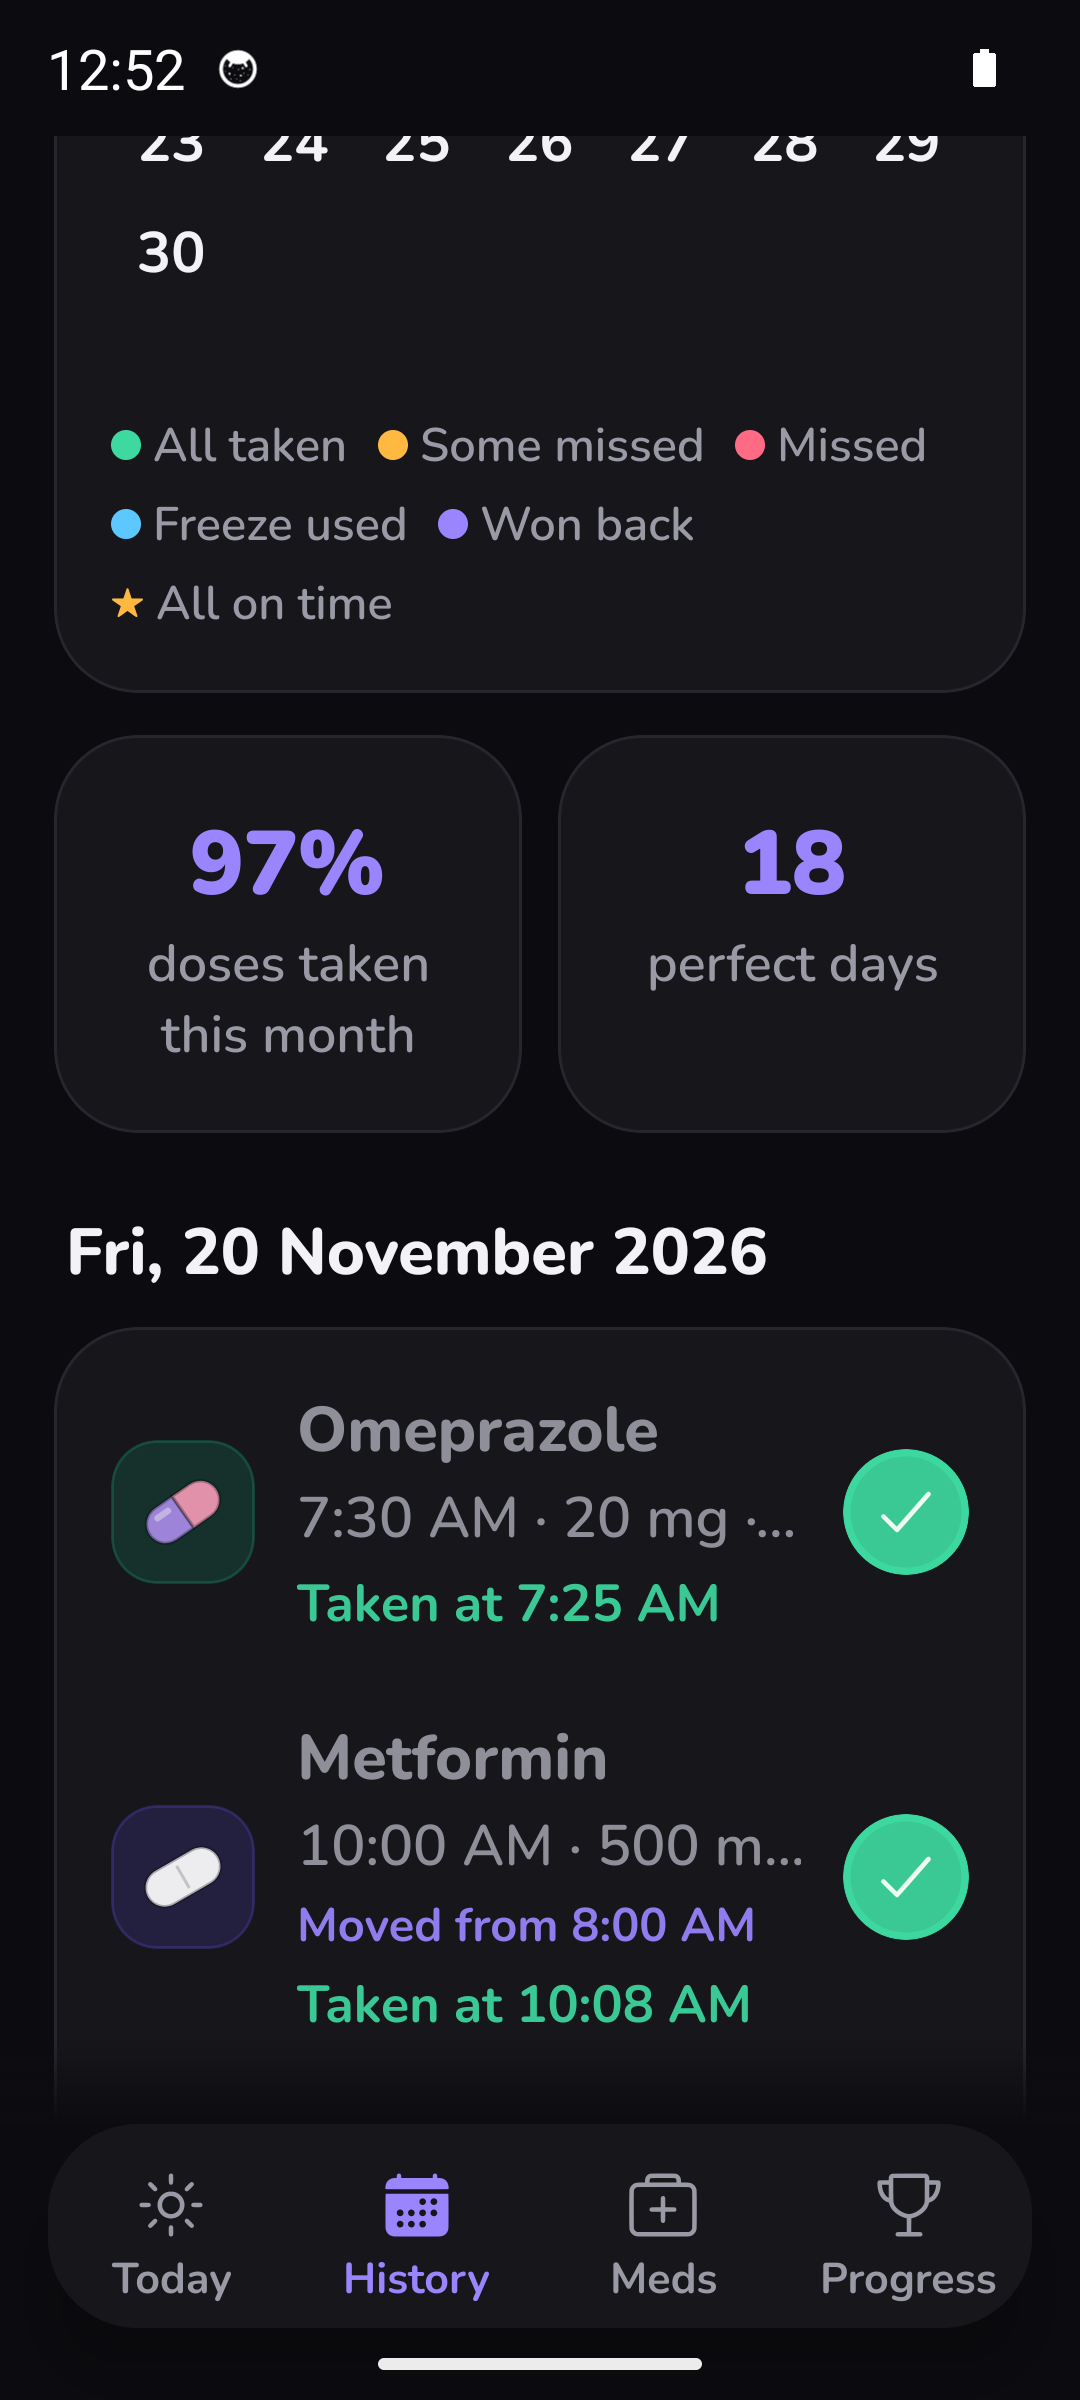 12:52
23 24 25 26 27 28 29
30
All taken Some missed Missed
Freeze used Won back
All on time
97%
doses taken
this month
18
perfect days
Fri, 20 November 2026
Omeprazole
7:30 AM · 20 mg ·...
Taken at 7:25 AM
Metformin
10:00 AM · 500 m...
Moved from 8:00 AM
Taken at 10:08 AM
Today History Meds Progress